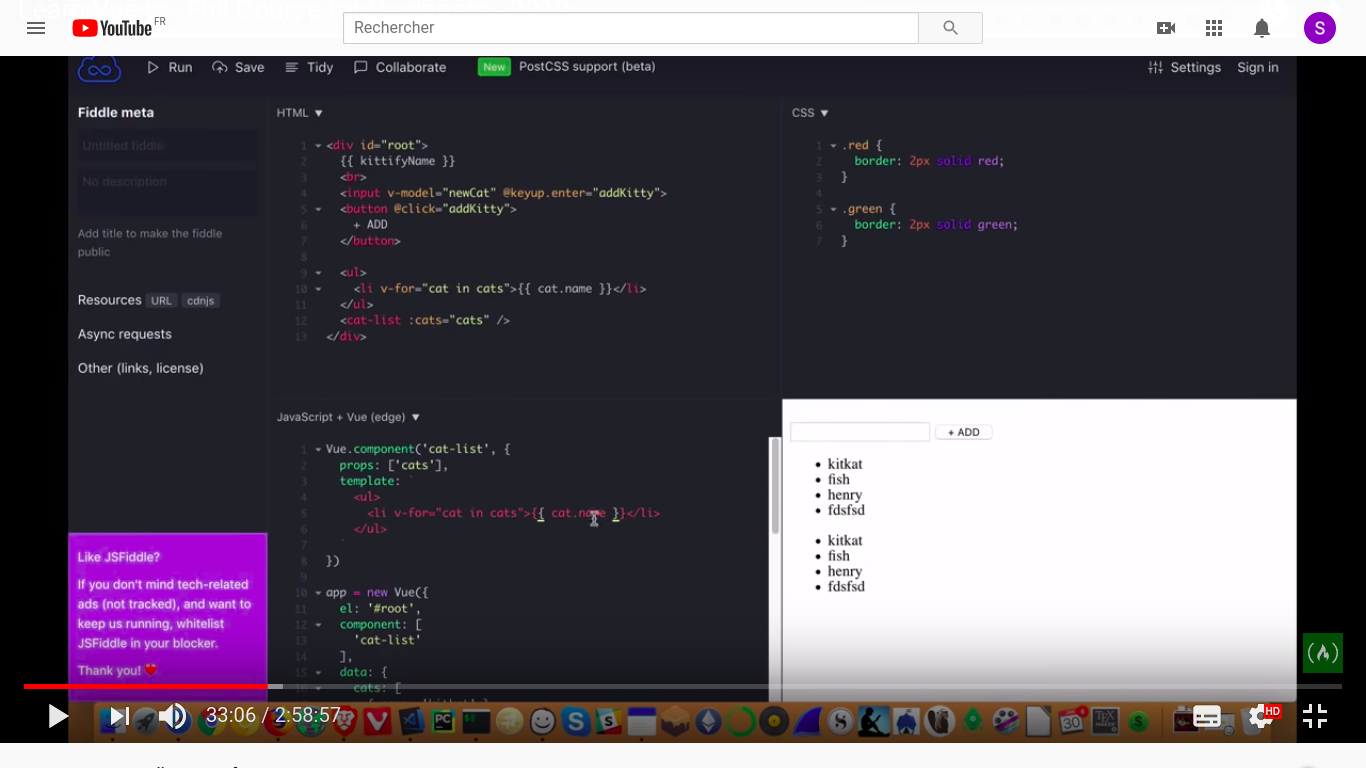 YouTube FR
Rechercher
S
Run
Save
Tidy
Collaborate
New
PostCSS support (beta)
Settings
Sign in
Fiddle meta
Untitled fiddle
No description
Add title to make the fiddle
public
Resources URL cdnjs
Async requests
Other (links, license)
Like JSFiddle?
If you don't mind tech-related
ads (not tracked), and want to
keep us running, whitelist
JSFiddle in your blocker.
Thank you! ❤
HTML ▼
1 <div id="root">
2 {{ kittifyName }}
3 <br>
4 <input v-model="newCat" @keyup.enter="addKitty">
5 <button @click="addKitty">
6 + ADD
7 </button>
8
9 <ul>
10 <li v-for="cat in cats">{{ cat.name }}</li>
11 </ul>
12 <cat-list :cats="cats" />
13 </div>
CSS ▼
1 .red {
2 border: 2px solid red;
3 }
4
5 .green {
6 border: 2px solid green;
7 }
JavaScript + Vue (edge) ▼
1 Vue.component('cat-list', {
2 props: ['cats'],
3 template: `
4 <ul>
5 <li v-for="cat in cats">{{ cat.name }}</li>
6 </ul>
7 `
8 })
9
10 app = new Vue({
11 el: '#root',
12 component: [
13 'cat-list'
14 ],
15 data: {
16 cats: [
+ ADD
• kitkat
• fish
• henry
• fdsfsd
• kitkat
• fish
• henry
• fdsfsd
33:06 / 2:58:57
HD